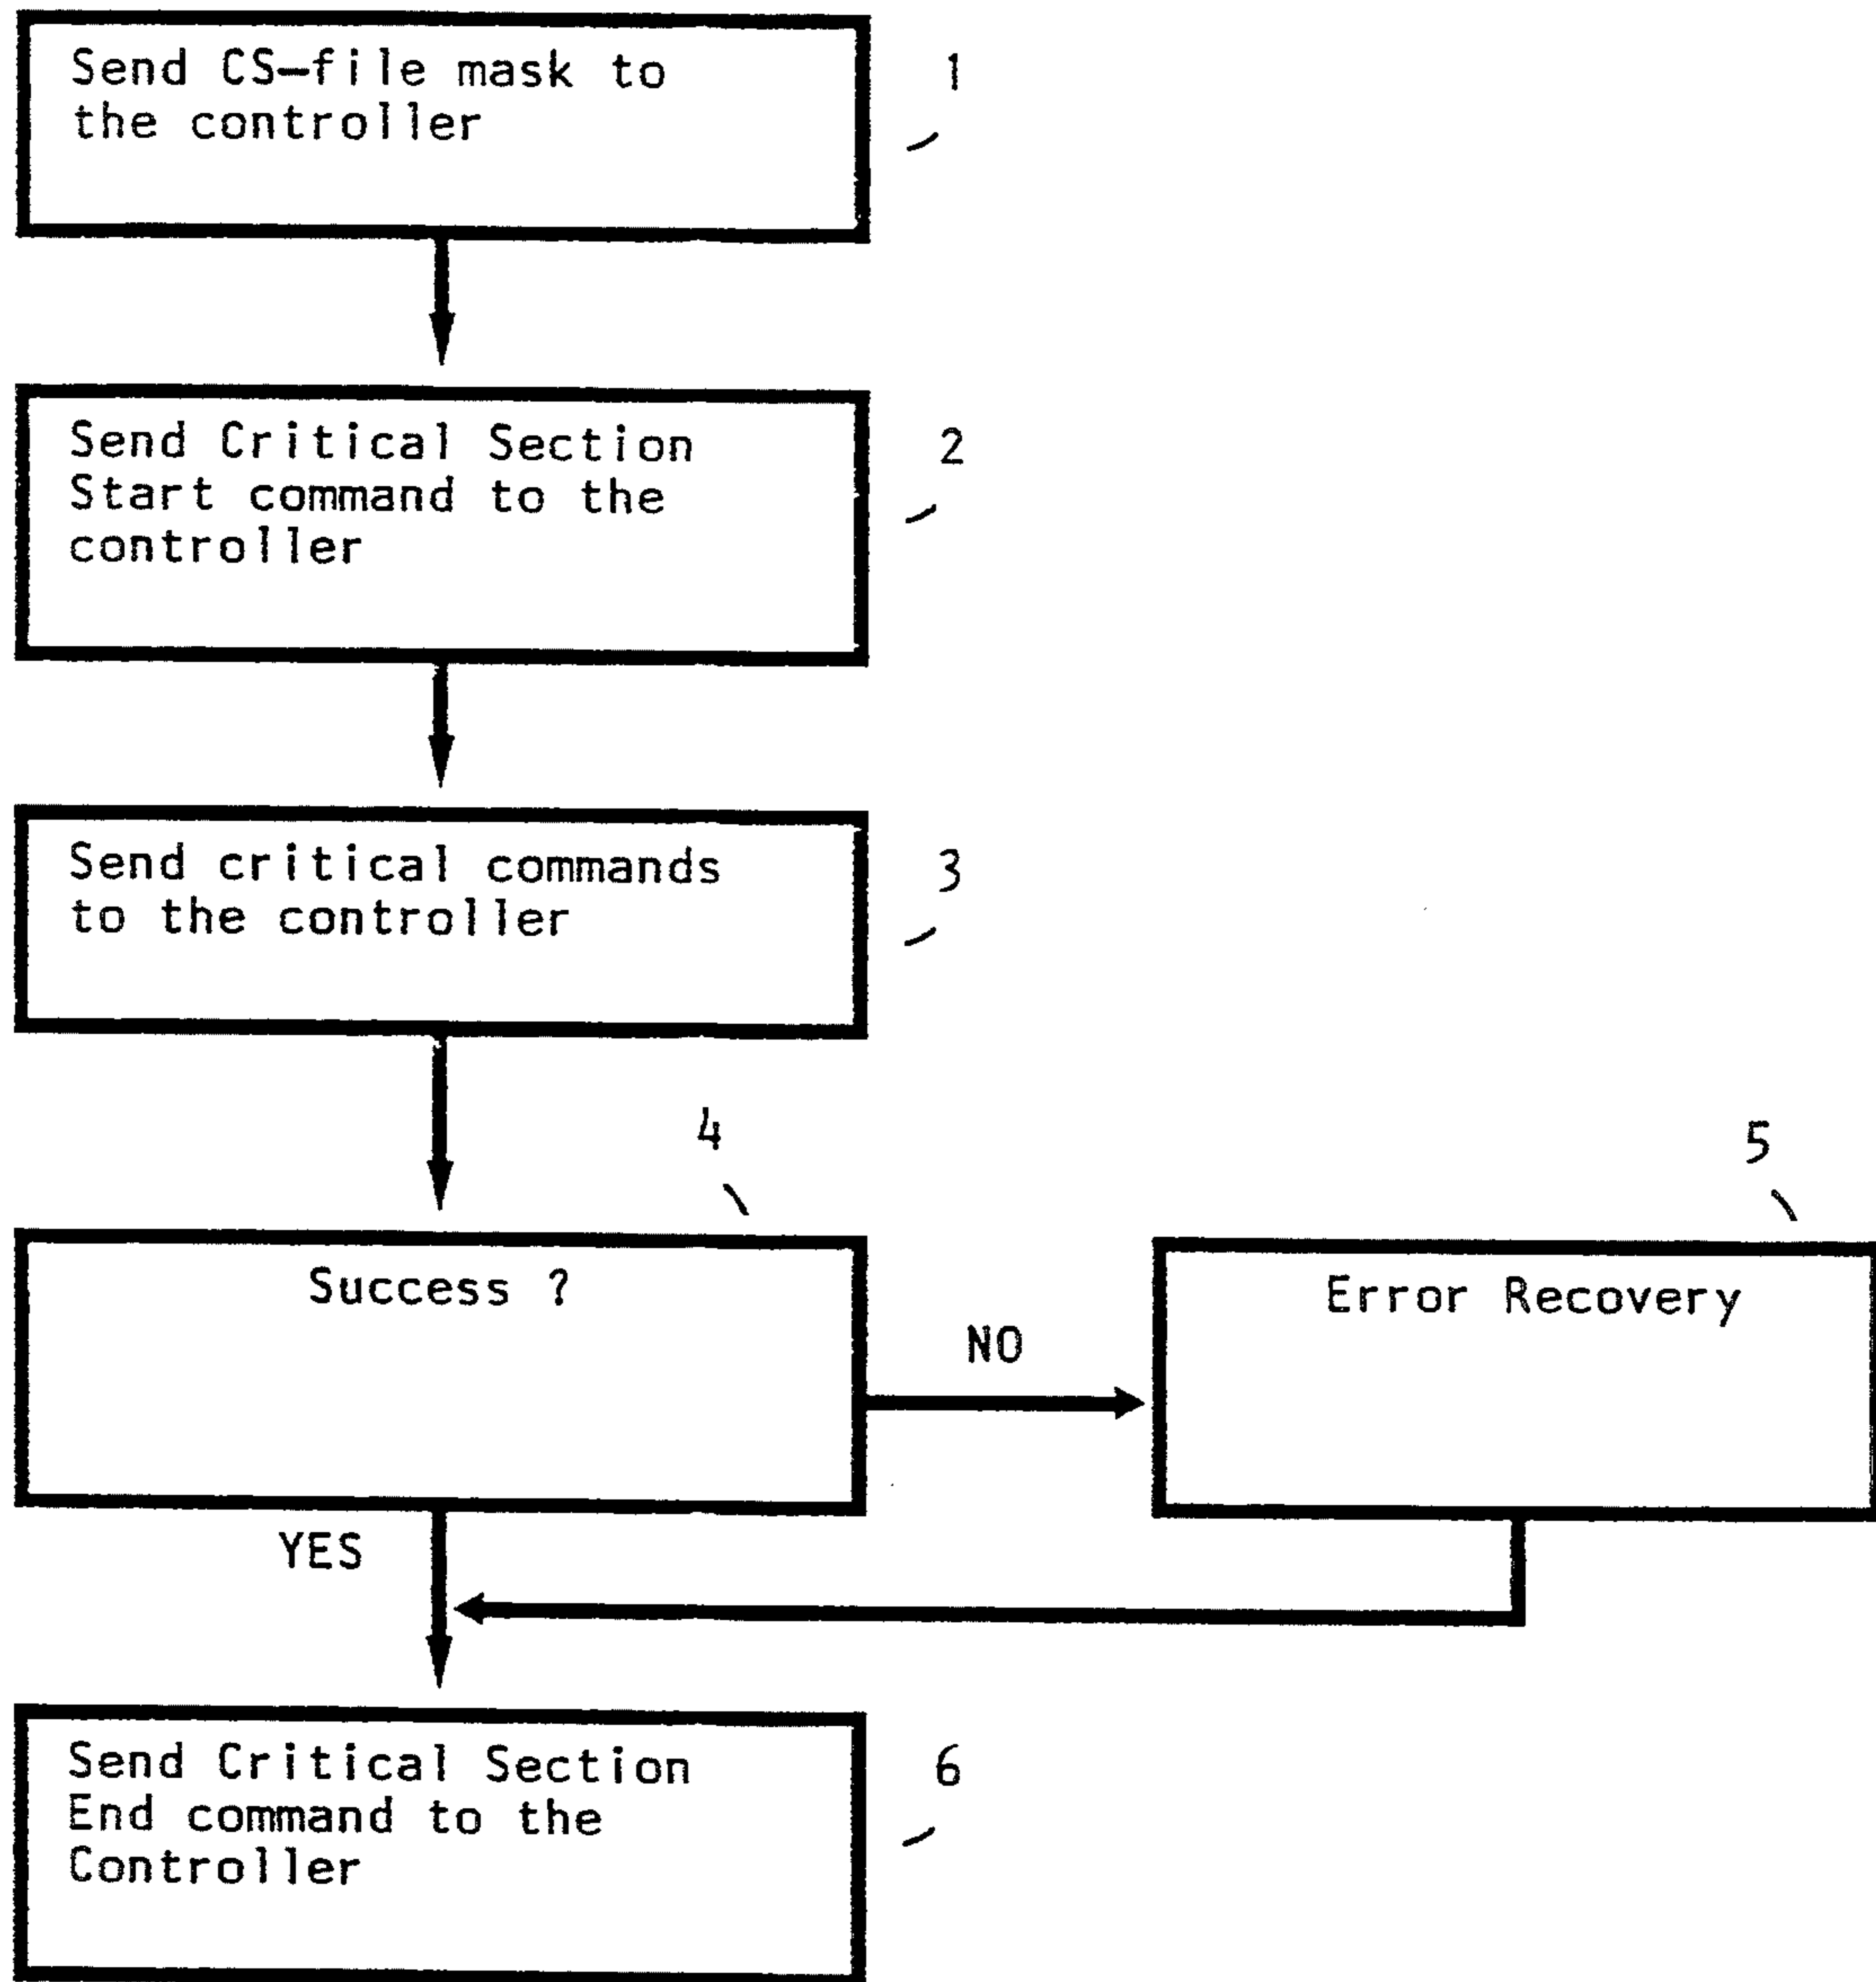 Send CS-file mask to
the controller
1
Send Critical Section
Start command to the
controller
2
Send critical commands
to the controller
3
4
5
Success ?
Error Recovery
NO
YES
Send Critical Section
End command to the
Controller
6